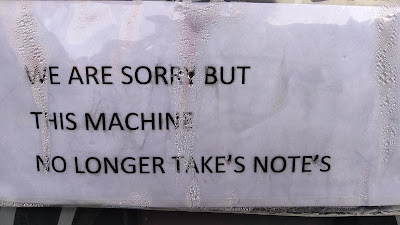 WE ARE SORRY BUT
THIS MACHINE
NO LONGER TAKE'S NOTE'S